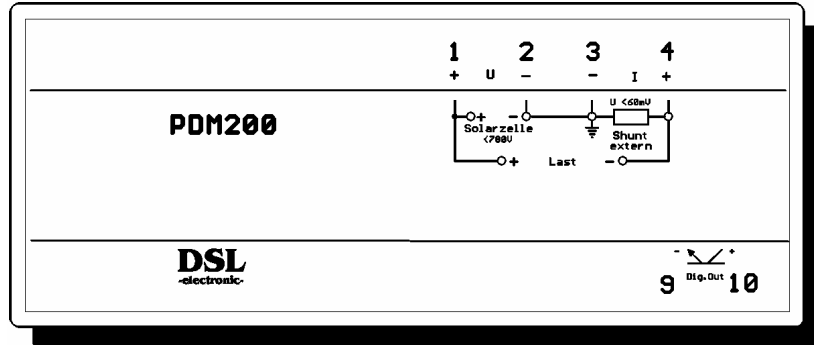 1 2 3 4
+ U - - I +
PDM200
U <60mV
+ -
Solarzelle
<700V
Shunt
extern
+ Last -
DSL
-electronic-
- +
9 Dig.Out 10